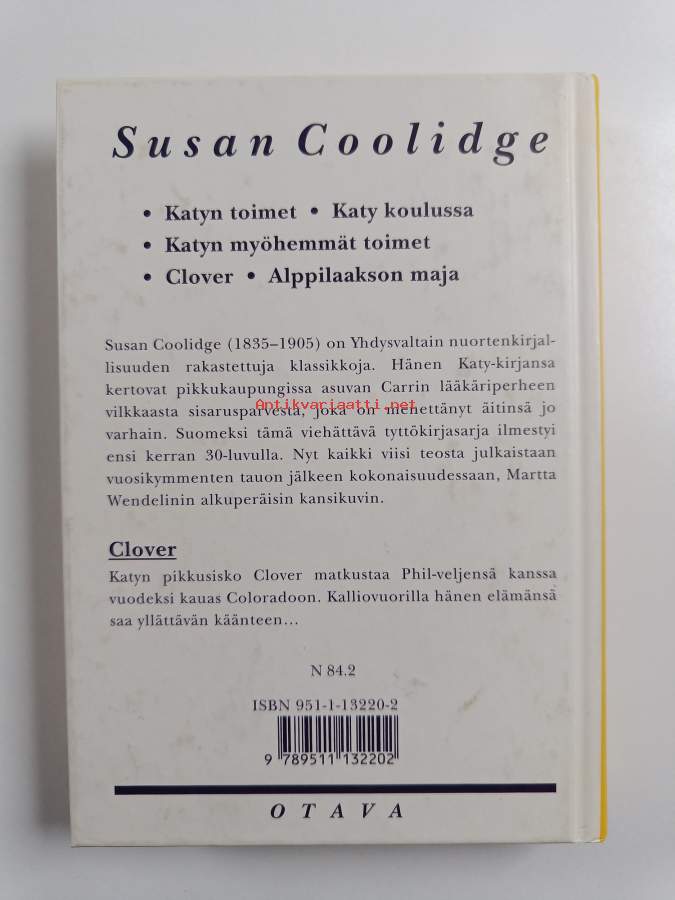 Susan Coolidge
• Katyn toimet • Katy koulussa
• Katyn myöhemmät toimet
• Clover • Alppilaakson maja
Susan Coolidge (1835–1905) on Yhdysvaltain nuortenkirjal-
lisuuden rakastettuja klassikkoja. Hänen Katy-kirjansa
kertovat pikkukaupungissa asuvan Carrin lääkäriperheen
vilkkaasta sisarusparvesta, joka on menettänyt äitinsä jo
Antikvariaatti.net
varhain. Suomeksi tämä viehättävä tyttökirjasarja ilmestyi
ensi kerran 30-luvulla. Nyt kaikki viisi teosta julkaistaan
vuosikymmenten tauon jälkeen kokonaisuudessaan, Martta
Wendelinin alkuperäisin kansikuvin.
Clover
Katyn pikkusisko Clover matkustaa Phil-veljensä kanssa
vuodeksi kauas Coloradoon. Kalliovuorilla hänen elämänsä
saa yllättävän käänteen...
N 84.2
ISBN 951-1-13220-2
9 789511 132202
OTAVA